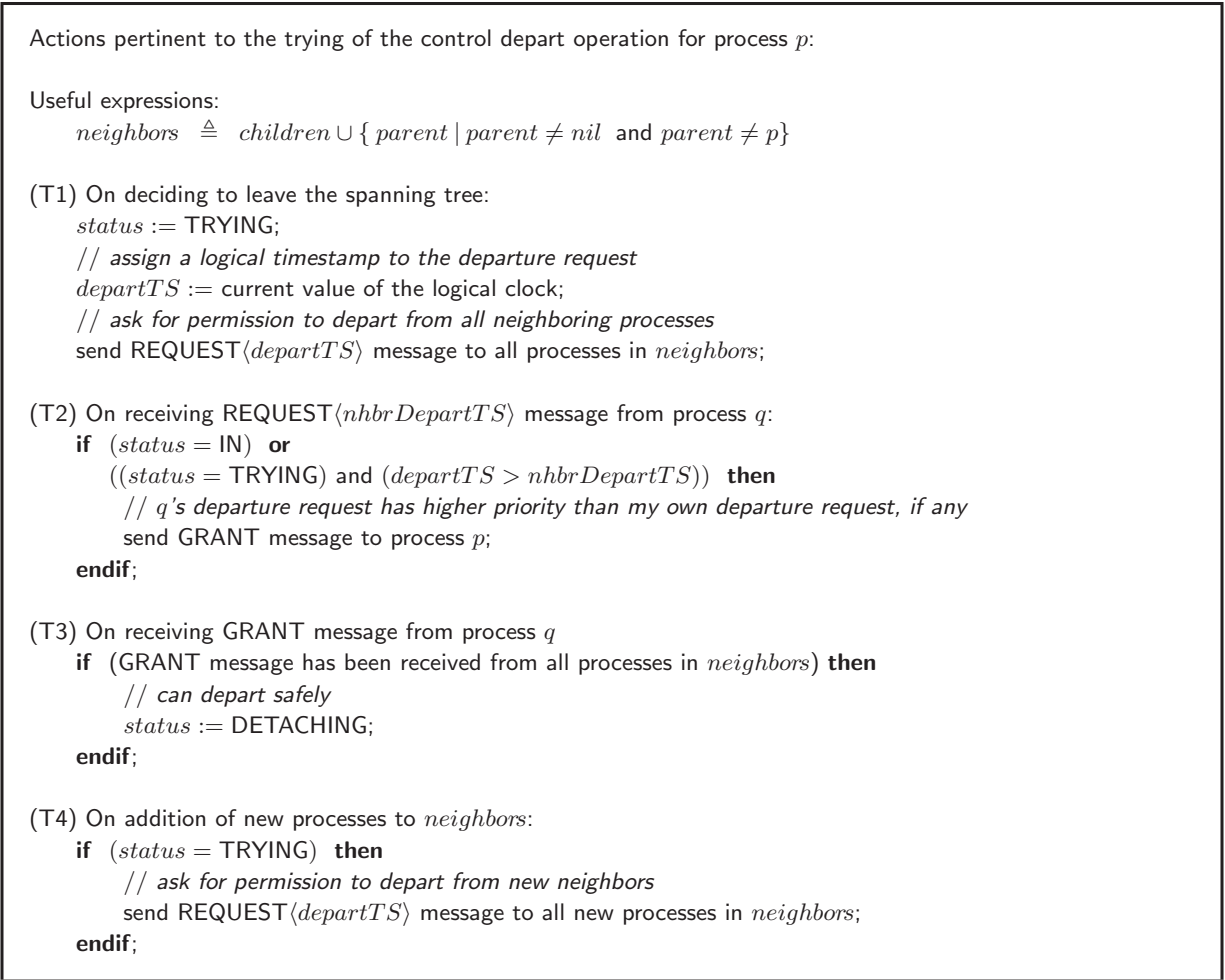 Actions pertinent to the trying of the control depart operation for process p:
Useful expressions:
neighbors ≜ children ∪ { parent | parent ≠ nil and parent ≠ p}
(T1) On deciding to leave the spanning tree:
status := TRYING;
// assign a logical timestamp to the departure request
departTS := current value of the logical clock;
// ask for permission to depart from all neighboring processes
send REQUEST⟨departTS⟩ message to all processes in neighbors;
(T2) On receiving REQUEST⟨nhbrDepartTS⟩ message from process q:
if (status = IN) or
((status = TRYING) and (departTS > nhbrDepartTS)) then
// q's departure request has higher priority than my own departure request, if any
send GRANT message to process p;
endif;
(T3) On receiving GRANT message from process q
if (GRANT message has been received from all processes in neighbors) then
// can depart safely
status := DETACHING;
endif;
(T4) On addition of new processes to neighbors:
if (status = TRYING) then
// ask for permission to depart from new neighbors
send REQUEST⟨departTS⟩ message to all new processes in neighbors;
endif;